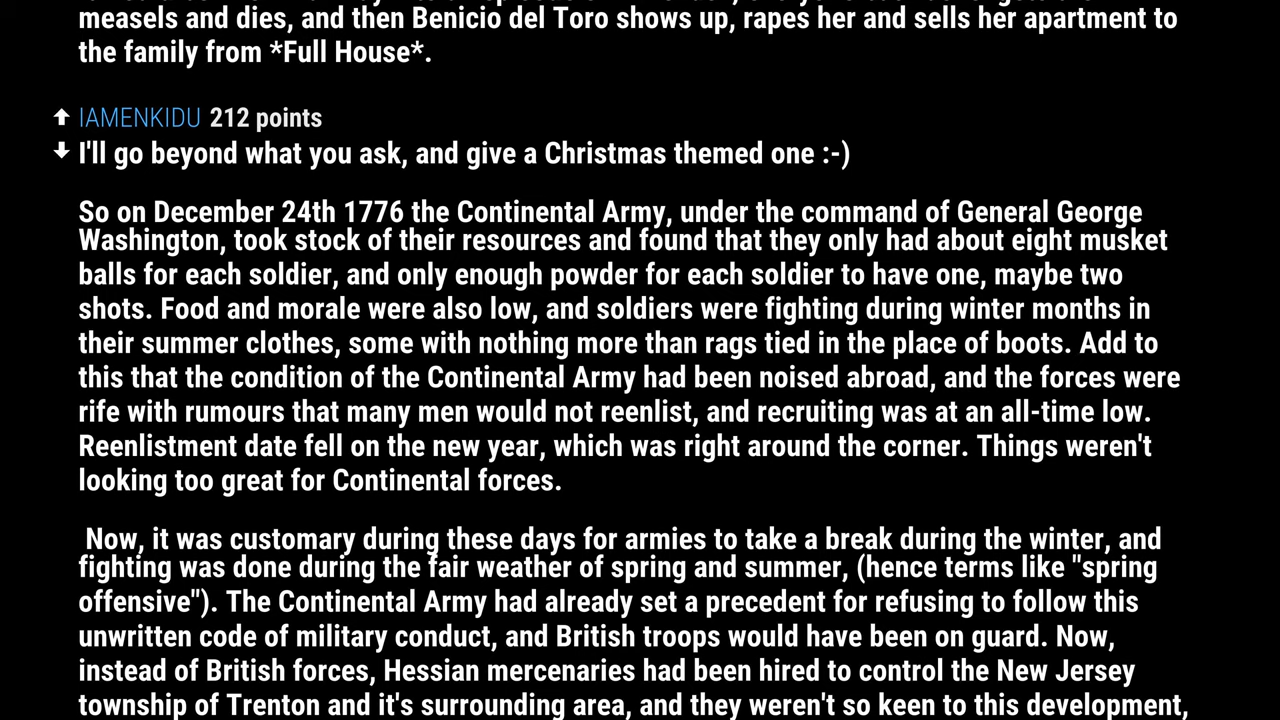 measels and dies, and then Benicio del Toro shows up, rapes her and sells her apartment to
the family from *Full House*.
IAMENKIDU 212 points
I'll go beyond what you ask, and give a Christmas themed one :-)
So on December 24th 1776 the Continental Army, under the command of General George
Washington, took stock of their resources and found that they only had about eight musket
balls for each soldier, and only enough powder for each soldier to have one, maybe two
shots. Food and morale were also low, and soldiers were fighting during winter months in
their summer clothes, some with nothing more than rags tied in the place of boots. Add to
this that the condition of the Continental Army had been noised abroad, and the forces were
rife with rumours that many men would not reenlist, and recruiting was at an all-time low.
Reenlistment date fell on the new year, which was right around the corner. Things weren't
looking too great for Continental forces.
Now, it was customary during these days for armies to take a break during the winter, and
fighting was done during the fair weather of spring and summer, (hence terms like "spring
offensive"). The Continental Army had already set a precedent for refusing to follow this
unwritten code of military conduct, and British troops would have been on guard. Now,
instead of British forces, Hessian mercenaries had been hired to control the New Jersey
township of Trenton and it's surrounding area, and they weren't so keen to this development,